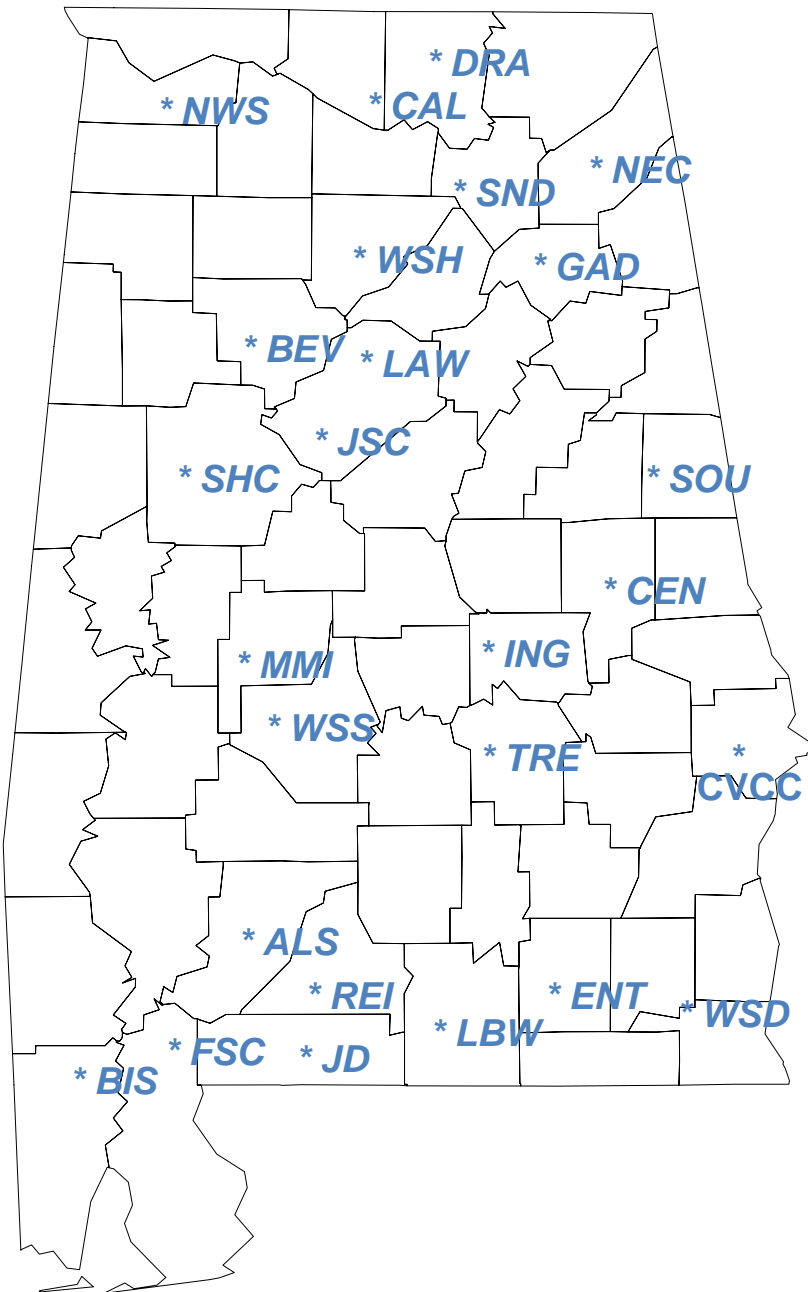 * DRA
* NWS
* CAL
* NEC
* SND
* WSH
* GAD
* BEV
* LAW
* JSC
* SHC
* SOU
* CEN
* MMI
* ING
* WSS
* TRE
*
CVCC
* ALS
* REI
* ENT
* WSD
* LBW
* FSC
* JD
* BIS